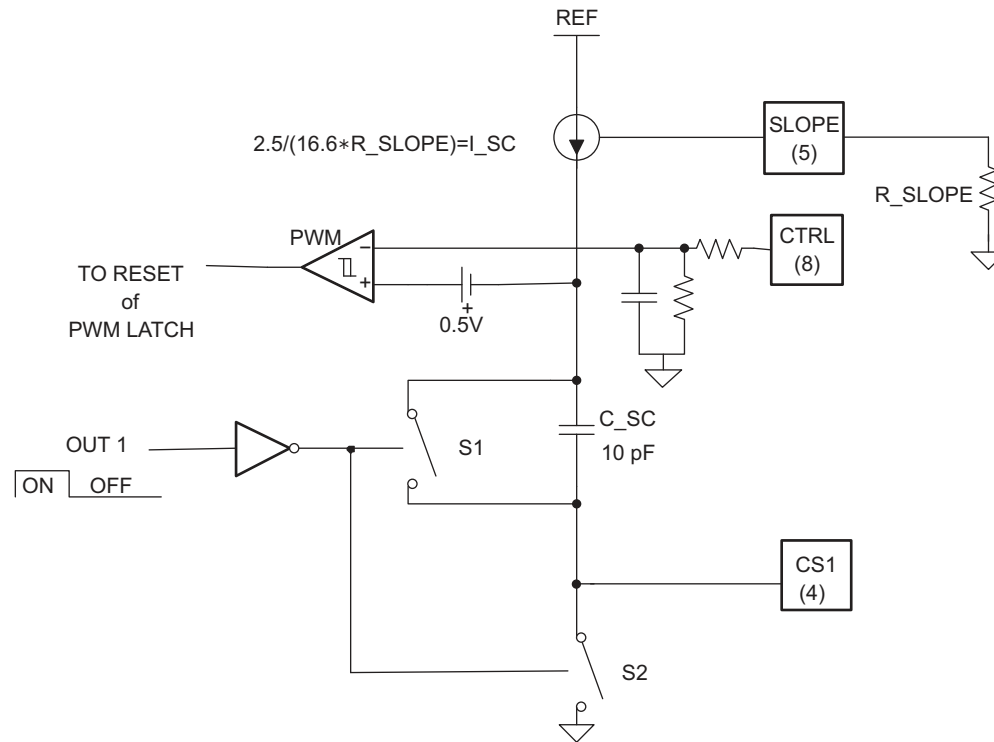 REF
2.5/(16.6*R_SLOPE)=I_SC
SLOPE
(5)
R_SLOPE
PWM
−
+
CTRL
(8)
TO RESET
of
PWM LATCH
+
0.5V
C_SC
10 pF
S1
OUT 1
ON OFF
CS1
(4)
S2